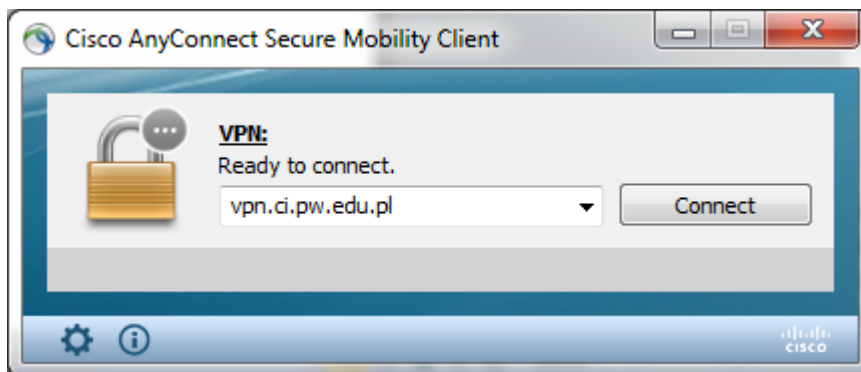 Cisco AnyConnect Secure Mobility Client
VPN:
Ready to connect.
vpn.ci.pw.edu.pl
Connect
CISCO